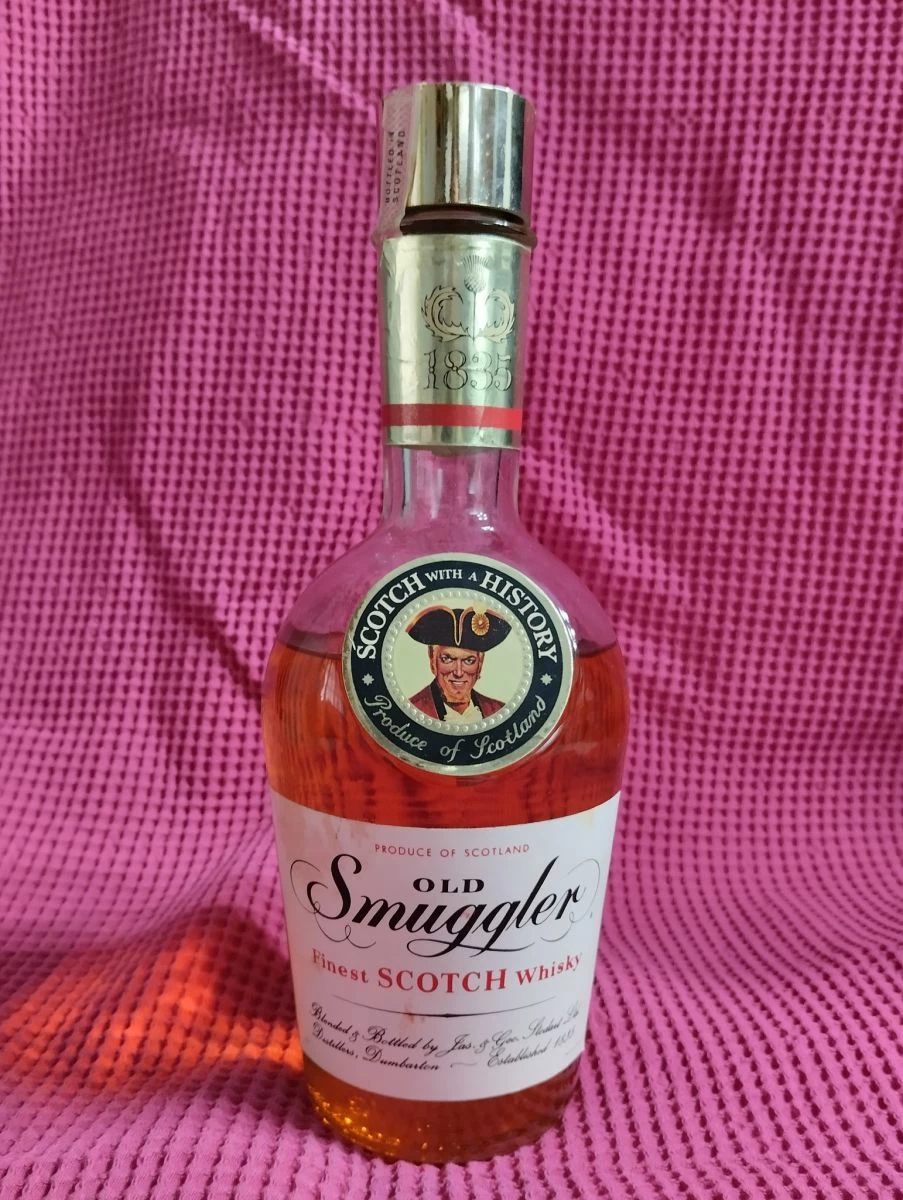 BOTTLED IN
SCOTLAND
1835
SCOTCH WITH A HISTORY
Produce of Scotland
PRODUCE OF SCOTLAND
OLD
Smuggler
Finest SCOTCH Whisky
Blended & Bottled by Jas. & Geo. Stodart Ltd
Distillers, Dumbarton — Established 1835